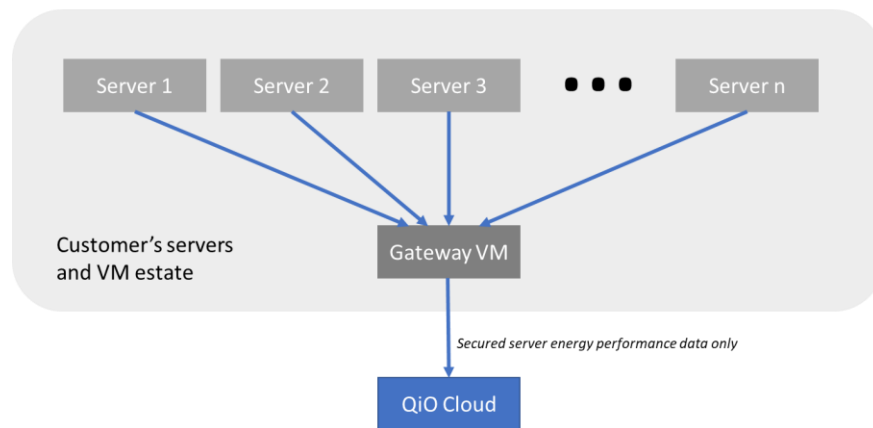 Server 1
Server 2
Server 3
Server n
Customer's servers
and VM estate
Gateway VM
Secured server energy performance data only
QiO Cloud